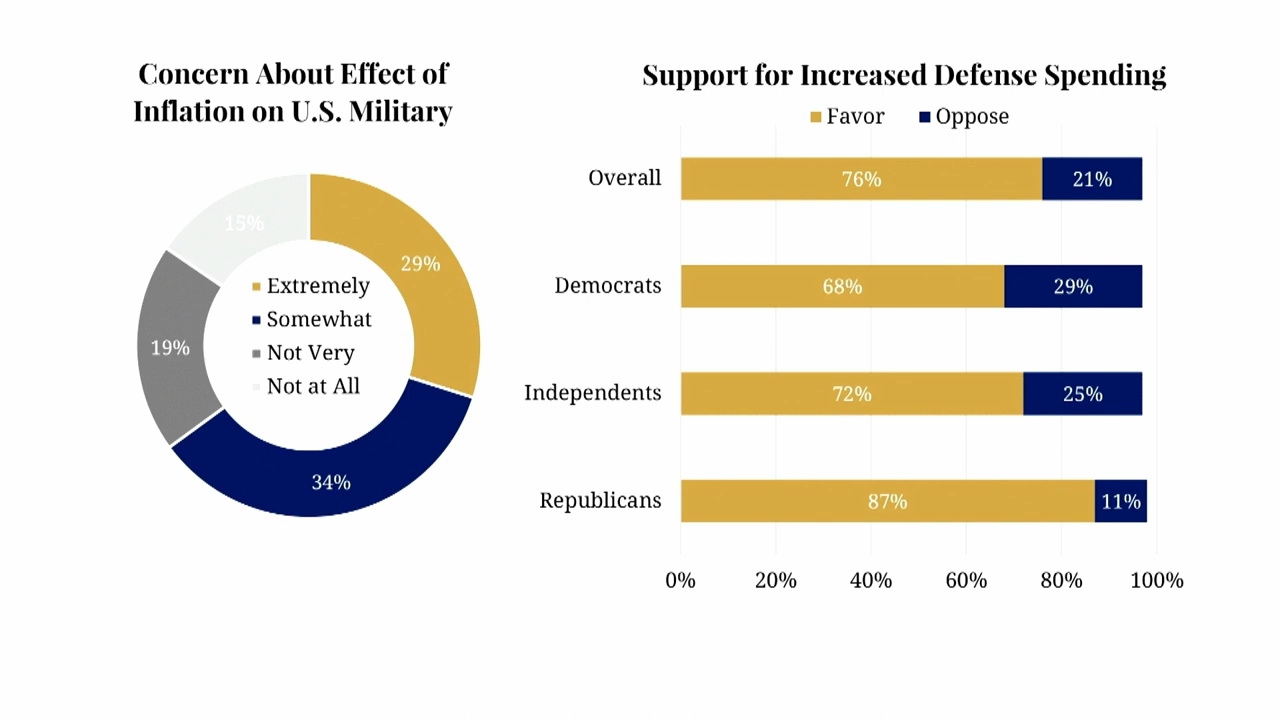 Concern About Effect of
Inflation on U.S. Military
15%
29%
19%
34%
Extremely
Somewhat
Not Very
Not at All
Support for Increased Defense Spending
Favor Oppose
Overall 76% 21%
Democrats 68% 29%
Independents 72% 25%
Republicans 87% 11%
0% 20% 40% 60% 80% 100%